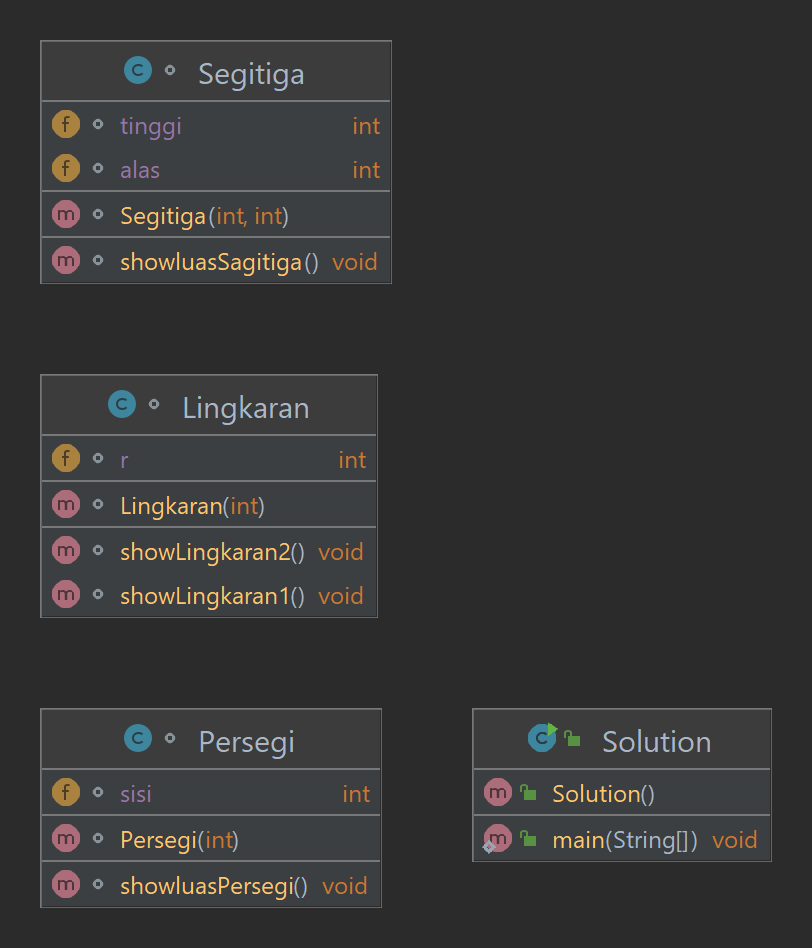 Segitiga
tinggi int
alas int
Segitiga(int, int)
showluasSagitiga() void
Lingkaran
r int
Lingkaran(int)
showLingkaran2() void
showLingkaran1() void
Persegi
sisi int
Persegi(int)
showluasPersegi() void
Solution
Solution()
main(String[]) void